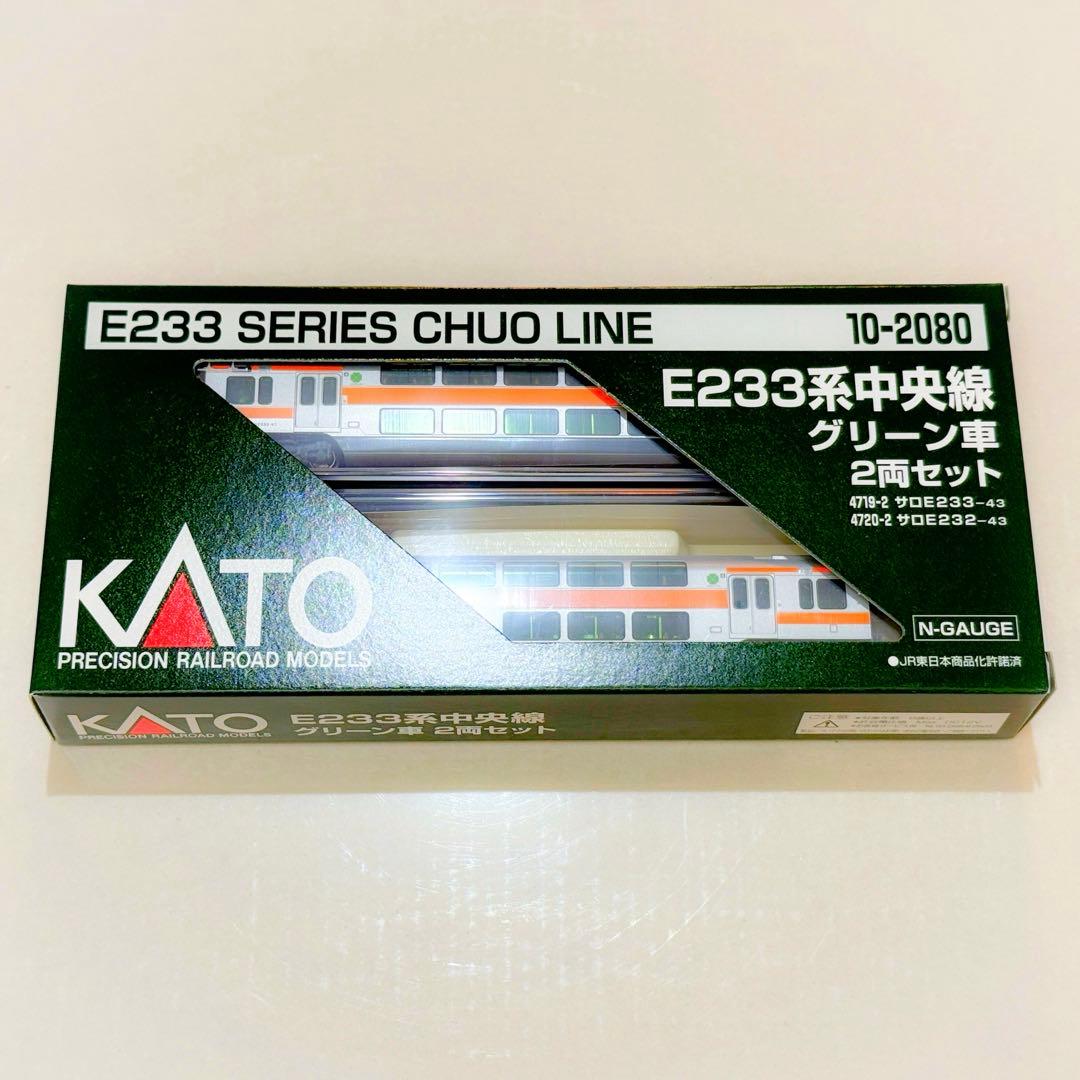 E233 SERIES CHUO LINE 10-2080
E233系中央線
グリーン車
2両セット
4719-2 サロE233-43
4720-2 サロE232-43
KATO
PRECISION RAILROAD MODELS
N-GAUGE
●JR東日本商品化許諾済
KATO
PRECISION RAILROAD MODELS
E233系中央線
グリーン車 2両セット
ご注意